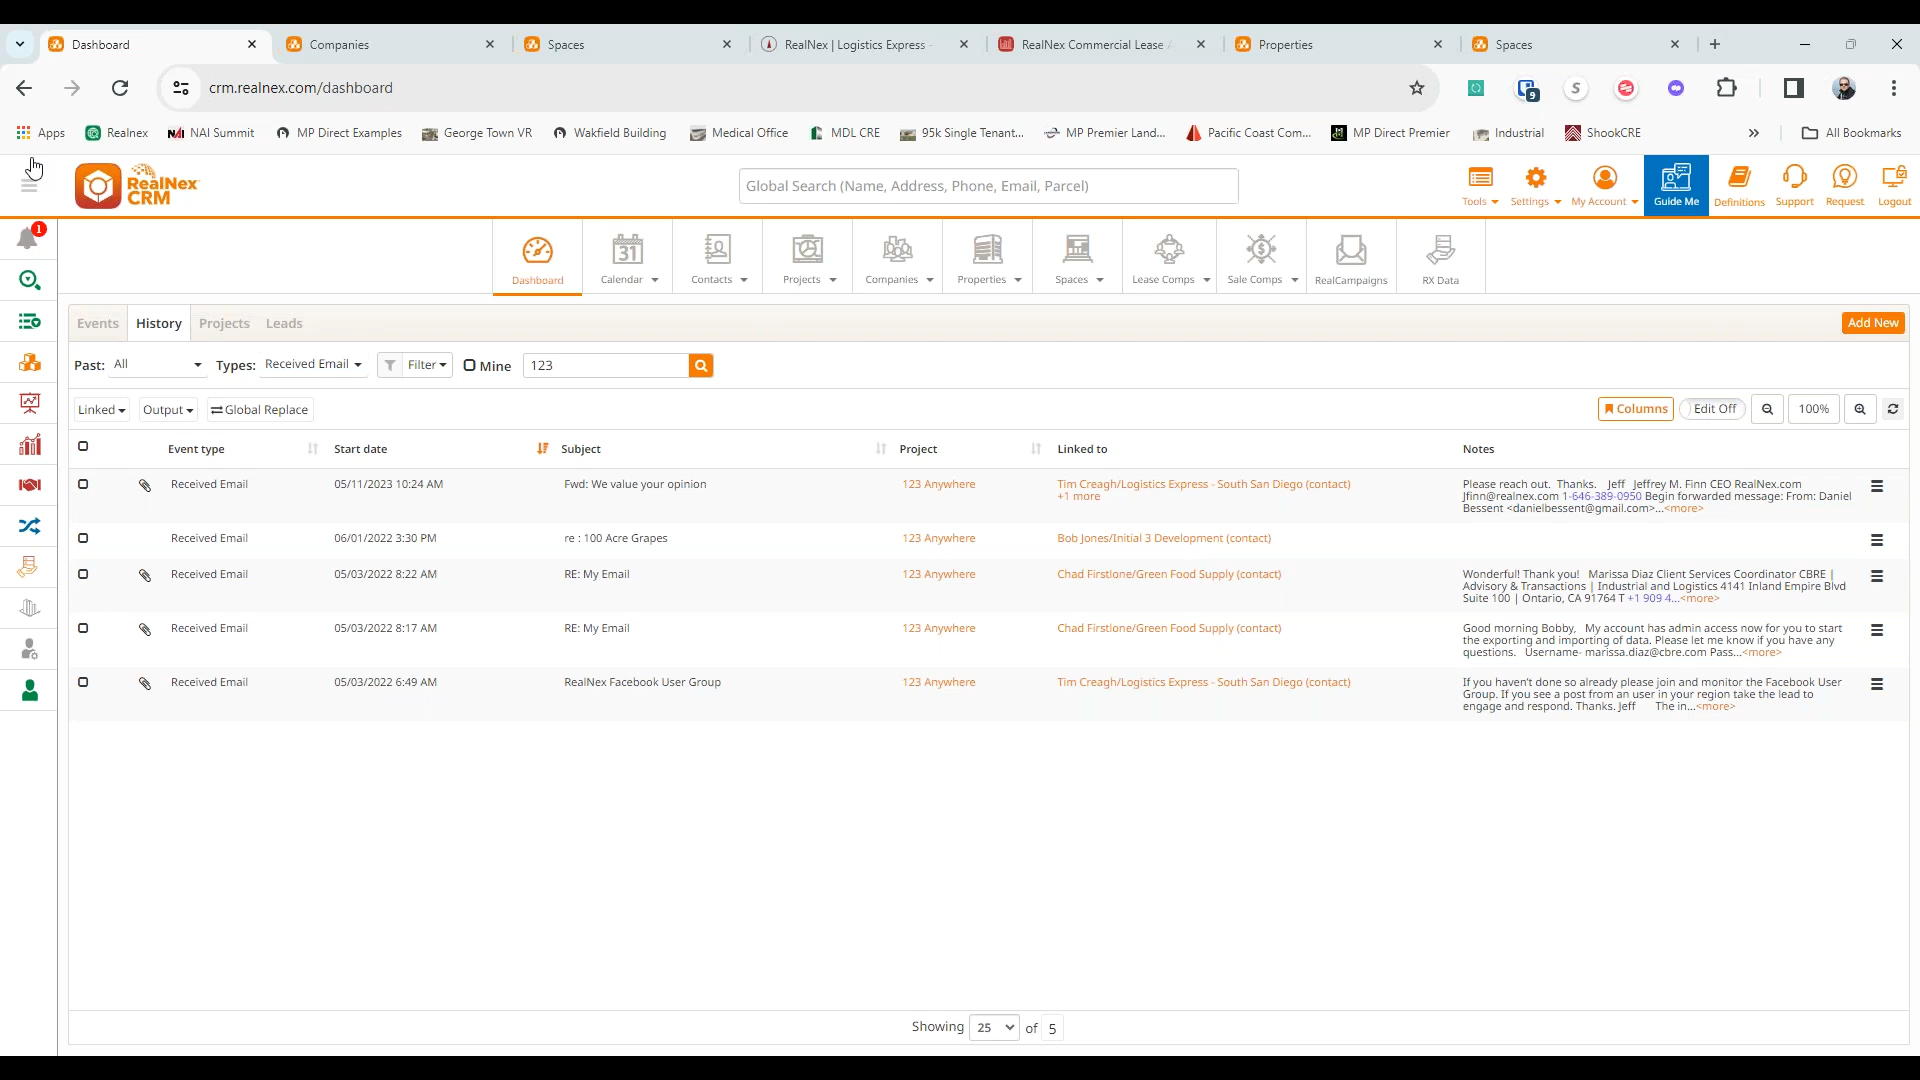 Dashboard
Companies
Spaces
RealNex | Logistics Express -
RealNex Commercial Lease
Properties
Spaces
crm.realnex.com/dashboard
S
9
Apps
Realnex
NAI Summit
MP Direct Examples
George Town VR
Wakfield Building
Medical Office
MDL CRE
95k Single Tenant...
MP Premier Land...
Pacific Coast Com...
MP Direct Premier
Industrial
ShookCRE
»
All Bookmarks
RealNex
CRM
Global Search (Name, Address, Phone, Email, Parcel)
Tools
Settings
My Account
Guide Me
Definitions
Support
Request
Logout
1
Dashboard
31
Calendar
Contacts
Projects
Companies
Properties
Spaces
Lease Comps
Sale Comps
RealCampaigns
RX Data
Events
History
Projects
Leads
Add New
Past: All
Types: Received Email
Filter
Mine
123
Linked
Output
Global Replace
Columns
Edit Off
100%
Event type
Start date
Subject
Project
Linked to
Notes
Received Email
05/11/2023 10:24 AM
Fwd: We value your opinion
123 Anywhere
Tim Creagh/Logistics Express - South San Diego (contact)
+1 more
Please reach out. Thanks. Jeff Jeffrey M. Finn CEO RealNex.com
Jfinn@realnex.com 1-646-389-0950 Begin forwarded message: From: Daniel
Bessent <danielbessent@gmail.com>...<more>
Received Email
06/01/2022 3:30 PM
re : 100 Acre Grapes
123 Anywhere
Bob Jones/Initial 3 Development (contact)
Received Email
05/03/2022 8:22 AM
RE: My Email
123 Anywhere
Chad Firstlone/Green Food Supply (contact)
Wonderful! Thank you! Marissa Diaz Client Services Coordinator CBRE |
Advisory & Transactions | Industrial and Logistics 4141 Inland Empire Blvd
Suite 100 | Ontario, CA 91764 T +1 909 4...<more>
Received Email
05/03/2022 8:17 AM
RE: My Email
123 Anywhere
Chad Firstlone/Green Food Supply (contact)
Good morning Bobby, My account has admin access now for you to start
the exporting and importing of data. Please let me know if you have any
questions. Username- marissa.diaz@cbre.com Pass...<more>
Received Email
05/03/2022 6:49 AM
RealNex Facebook User Group
123 Anywhere
Tim Creagh/Logistics Express - South San Diego (contact)
If you haven't done so already please join and monitor the Facebook User
Group. If you see a post from an user in your region take the lead to
engage and respond. Thanks. Jeff The in...<more>
Showing 25 of 5